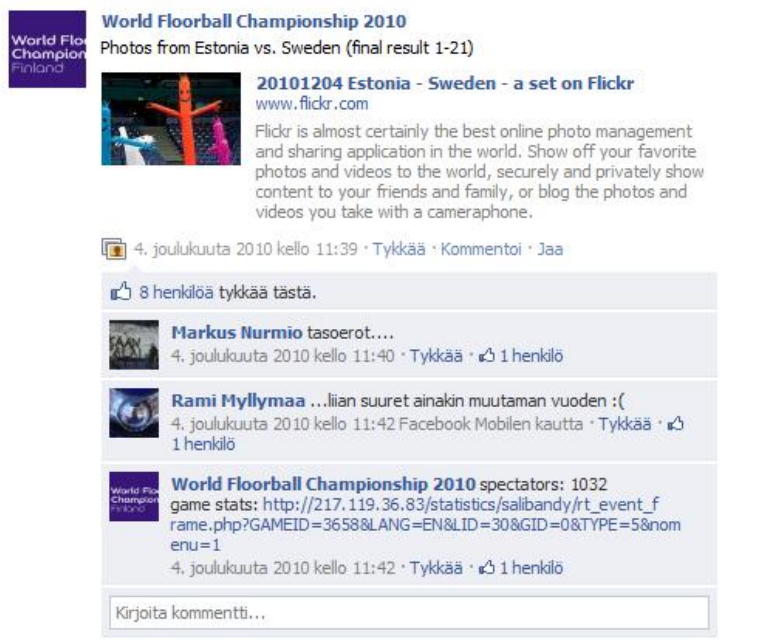 World Floorball Championship 2010
World Flo
Champion
Finland
Photos from Estonia vs. Sweden (final result 1-21)
20101204 Estonia - Sweden - a set on Flickr
www.flickr.com
Flickr is almost certainly the best online photo management
and sharing application in the world. Show off your favorite
photos and videos to the world, securely and privately show
content to your friends and family, or blog the photos and
videos you take with a cameraphone.
4. joulukuuta 2010 kello 11:39 · Tykkää · Kommentoi · Jaa
8 henkilöä tykkää tästä.
Markus Nurmio tasoerot....
4. joulukuuta 2010 kello 11:40 · Tykkää · 1 henkilö
Rami Myllymaa ...liian suuret ainakin muutaman vuoden :(
4. joulukuuta 2010 kello 11:42 Facebook Mobilen kautta · Tykkää ·
1 henkilö
World Flo
Champion
Finland
World Floorball Championship 2010 spectators: 1032
game stats: http://217.119.36.83/statistics/salibandy/rt_event_f
rame.php?GAMEID=3658&LANG=EN&LID=30&GID=0&TYPE=5&nom
enu=1
4. joulukuuta 2010 kello 11:42 · Tykkää · 1 henkilö
Kirjoita kommentti...